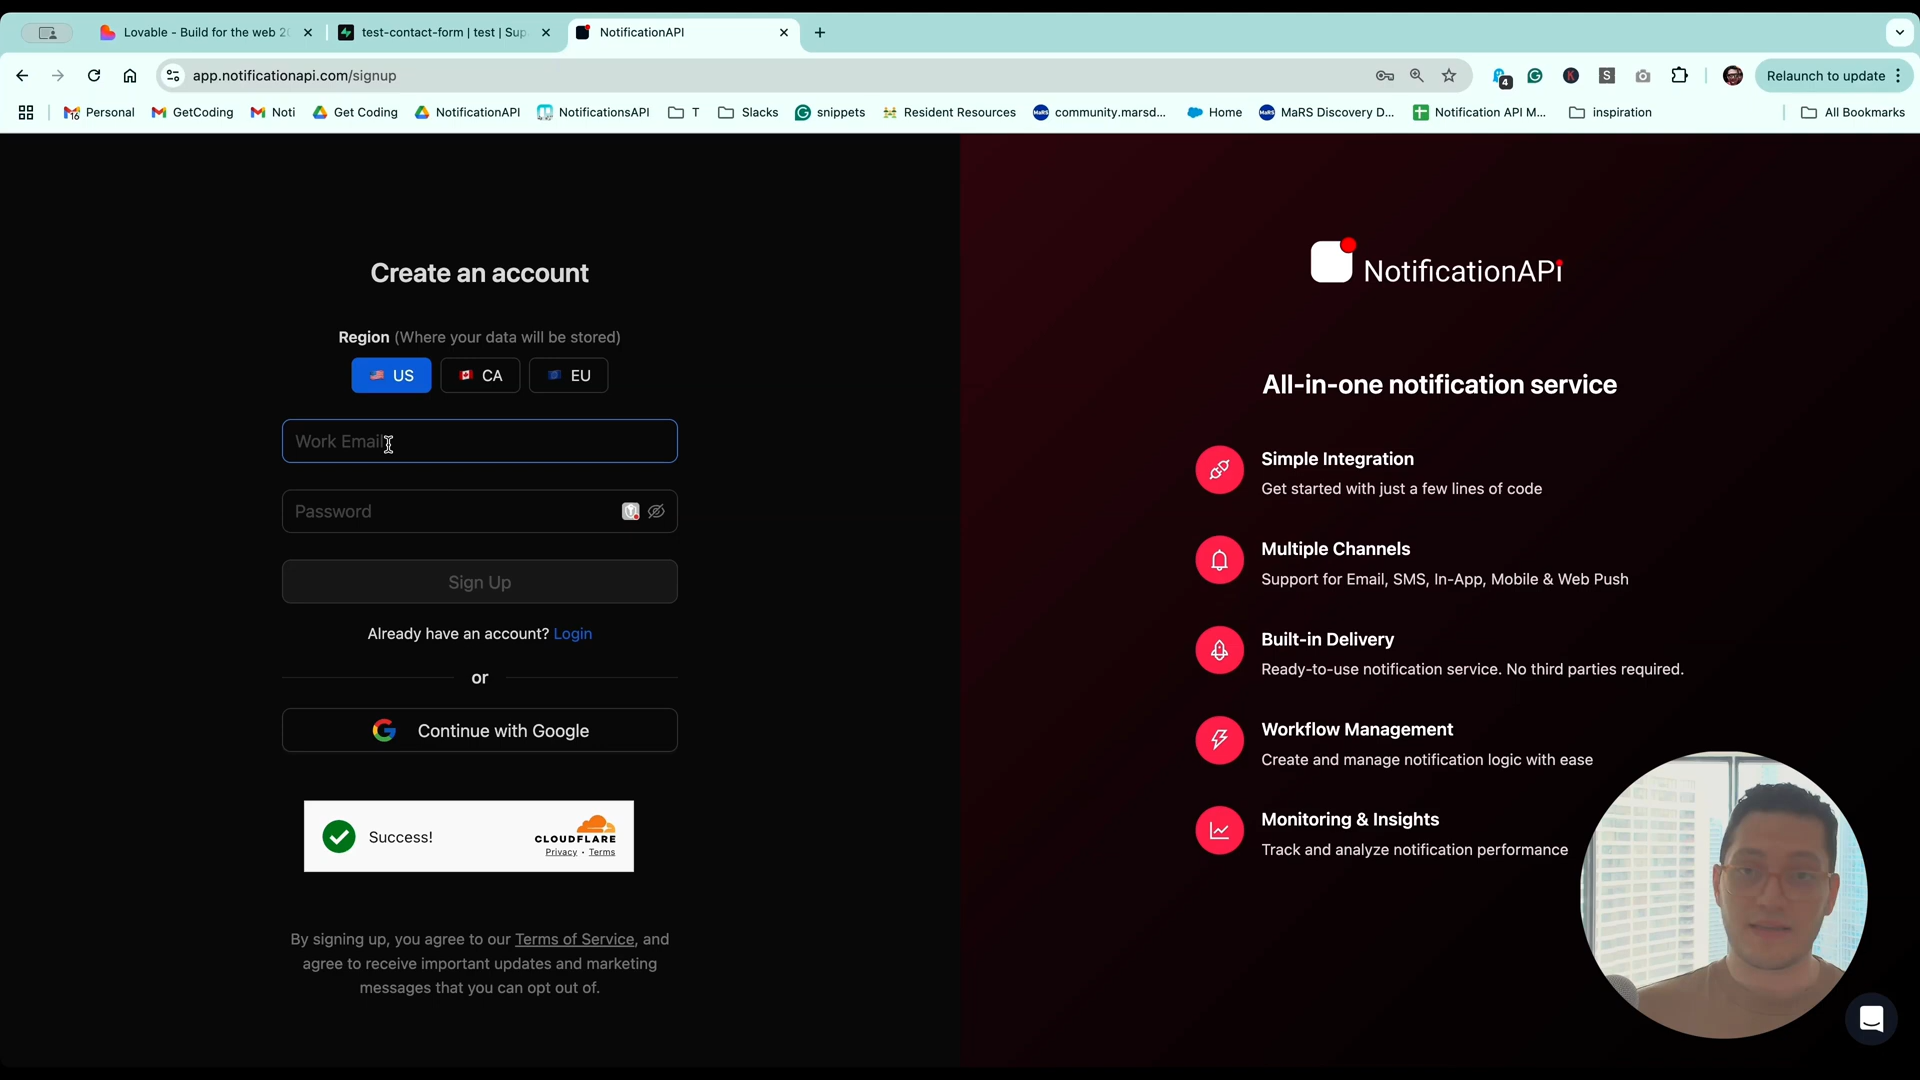 Lovable - Build for the web 20
test-contact-form | test | Sup
NotificationAPI
app.notificationapi.com/signup
4
K
S
Relaunch to update
Personal
GetCoding
Noti
Get Coding
NotificationAPI
NotificationsAPI
T
Slacks
snippets
Resident Resources
MaRS
community.marsd...
Home
MaRS
MaRS Discovery D...
Notification API M...
inspiration
All Bookmarks
Create an account
Region (Where your data will be stored)
US
CA
EU
Work Email
Password
Sign Up
Already have an account? Login
or
Continue with Google
Success!
CLOUDFLARE
Privacy • Terms
By signing up, you agree to our Terms of Service, and
agree to receive important updates and marketing
messages that you can opt out of.
NotificationAPI
All-in-one notification service
Simple Integration
Get started with just a few lines of code
Multiple Channels
Support for Email, SMS, In-App, Mobile & Web Push
Built-in Delivery
Ready-to-use notification service. No third parties required.
Workflow Management
Create and manage notification logic with ease
Monitoring & Insights
Track and analyze notification performance